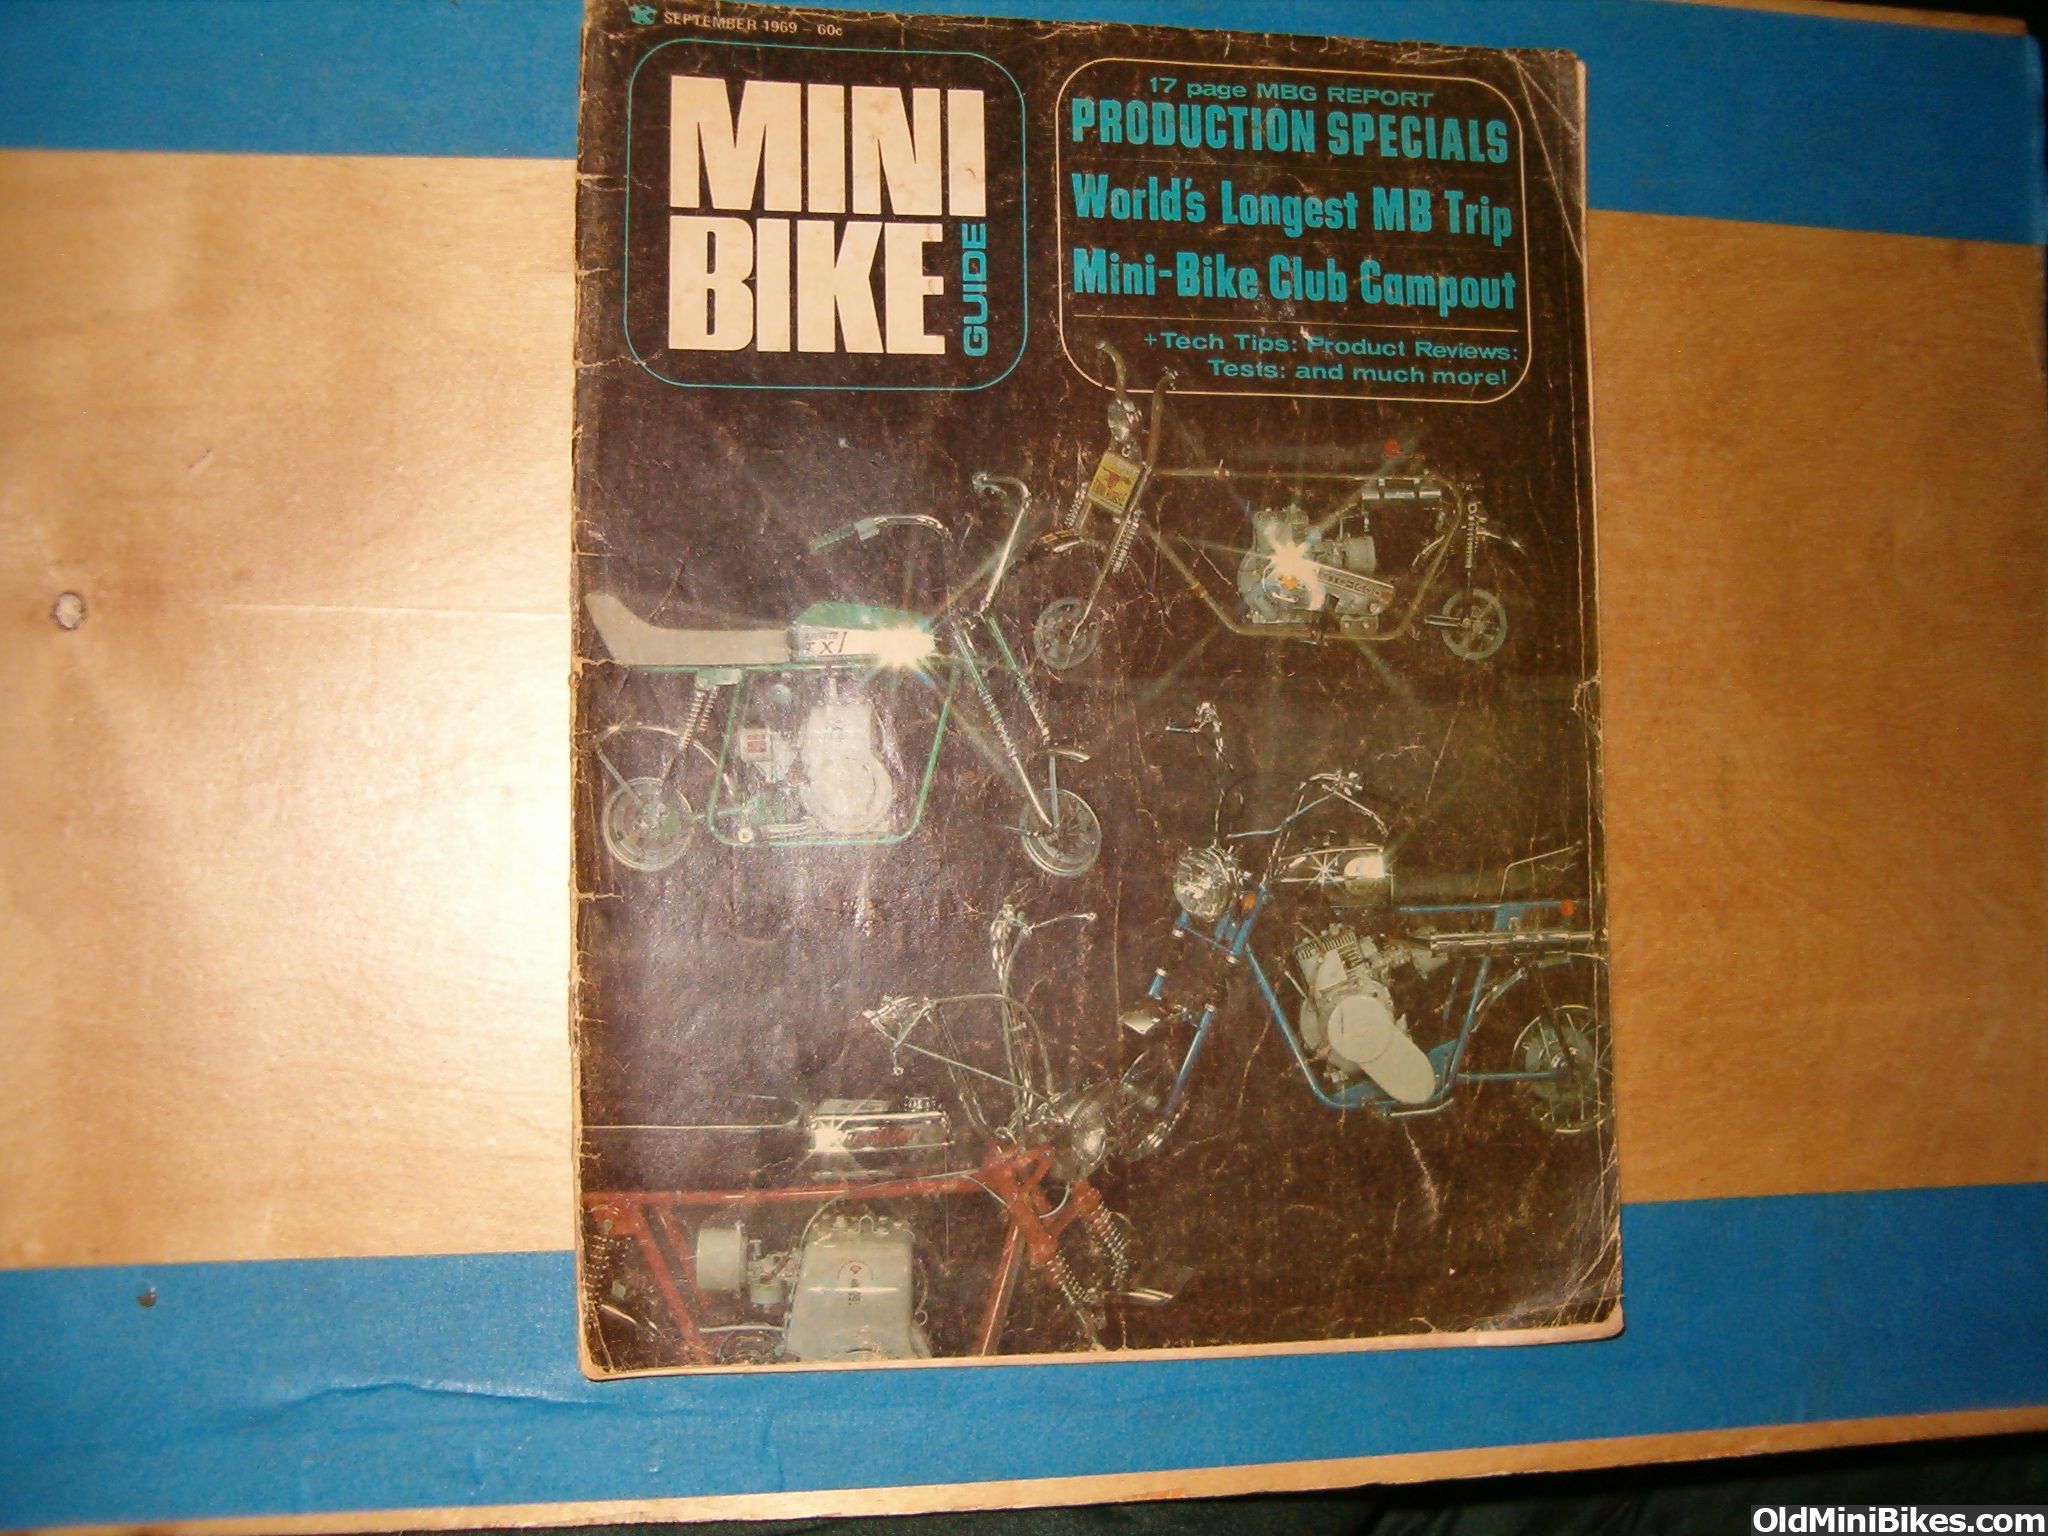 SEPTEMBER 1969 – 60c
MINI
BIKE
GUIDE
17 page MBG REPORT
PRODUCTION SPECIALS
World's Longest MB Trip
Mini-Bike Club Campout
+Tech Tips: Product Reviews:
Tests: and much more!
OldMiniBikes.com